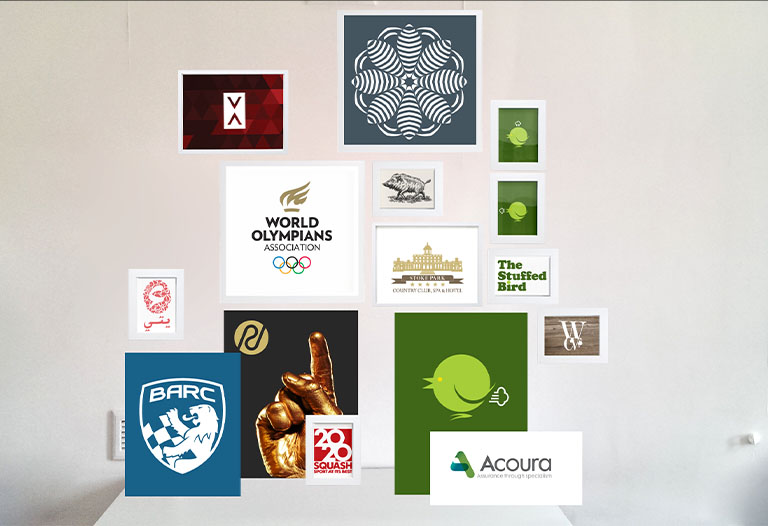 WORLD
OLYMPIANS
ASSOCIATION
STOKE PARK
COUNTRY CLUB, SPA & HOTEL
The
Stuffed
Bird
يتي
W
BARC
20
20
SQUASH
SPORT AT ITS BEST
Acoura
Assurance through specialism